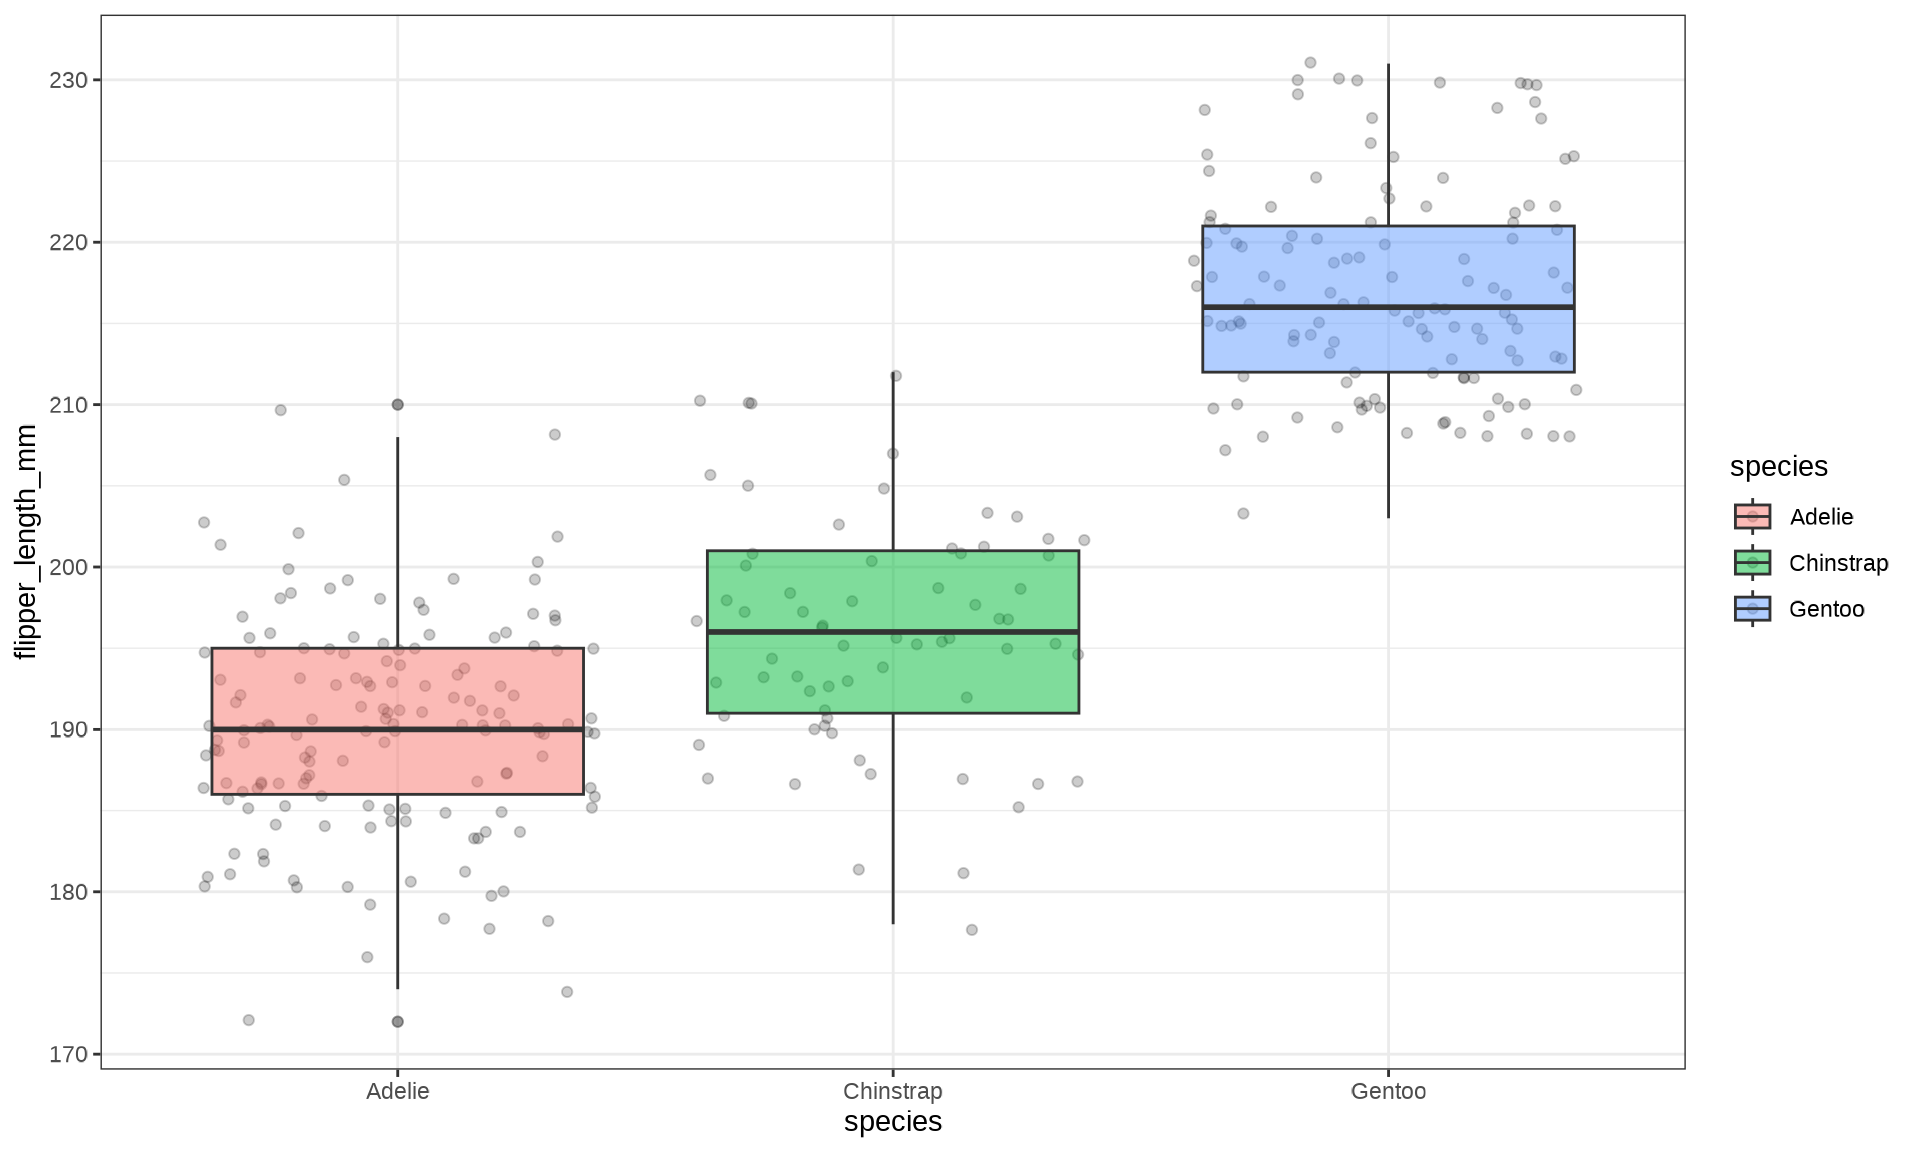 230
220
210
200
190
180
170
flipper_length_mm
Adelie
Chinstrap
Gentoo
species
species
Adelie
Chinstrap
Gentoo